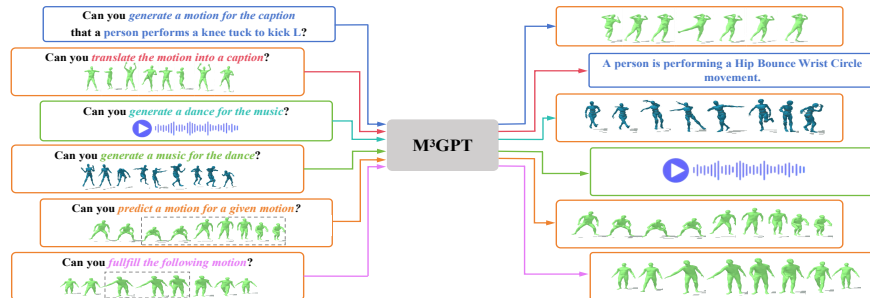 Can you generate a motion for the caption
that a person performs a knee tuck to kick L?
Can you translate the motion into a caption?
Can you generate a dance for the music?
Can you generate a music for the dance?
Can you predict a motion for a given motion?
Can you fullfill the following motion?
M³GPT
A person is performing a Hip Bounce Wrist Circle
movement.